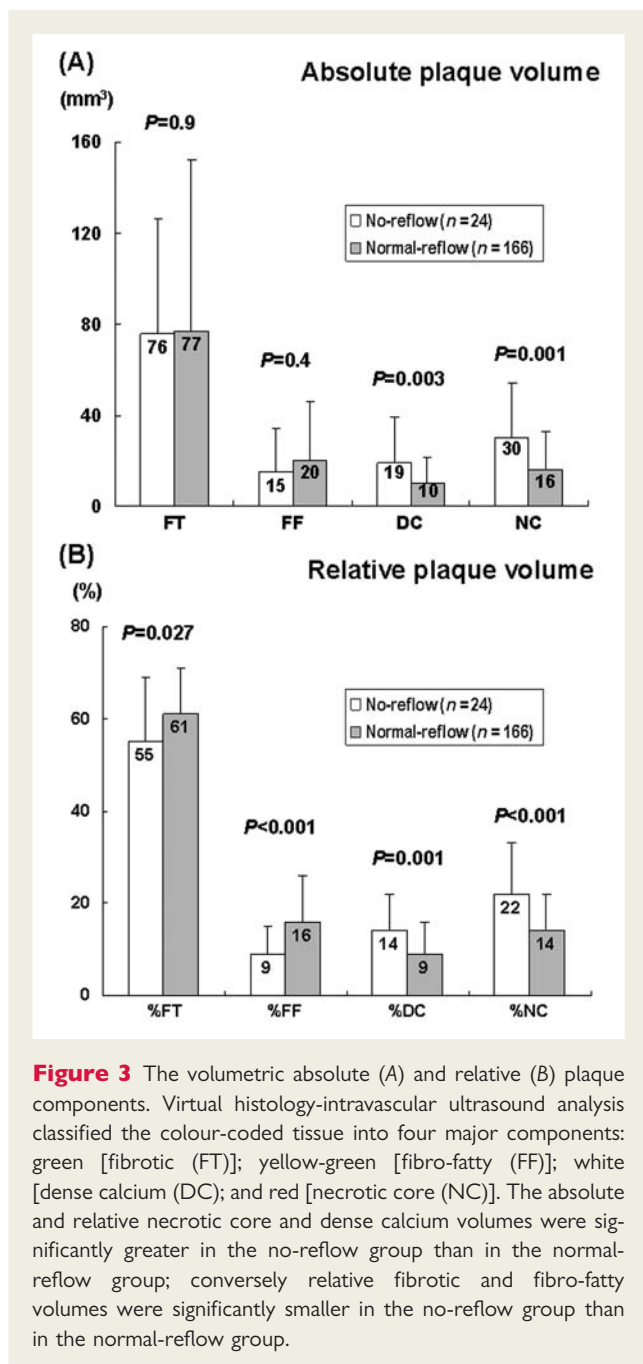 (A)
Absolute plaque volume
(mm³)
P=0.9
160
120
80
40
0
No-reflow (n=24)
Normal-reflow (n=166)
P=0.4
P=0.003
P=0.001
76 77
15 20
19 10
30 16
FT FF DC NC
(B)
Relative plaque volume
(%)
80
60
40
20
0
P=0.027
No-reflow (n=24)
Normal-reflow (n=166)
P<0.001
P=0.001
P<0.001
55 61
9 16
14 9
22 14
%FT %FF %DC %NC
Figure 3 The volumetric absolute (A) and relative (B) plaque
components. Virtual histology-intravascular ultrasound analysis
classified the colour-coded tissue into four major components:
green [fibrotic (FT)]; yellow-green [fibro-fatty (FF)]; white
[dense calcium (DC); and red [necrotic core (NC)]. The absolute
and relative necrotic core and dense calcium volumes were sig-
nificantly greater in the no-reflow group than in the normal-
reflow group; conversely relative fibrotic and fibro-fatty
volumes were significantly smaller in the no-reflow group than
in the normal-reflow group.